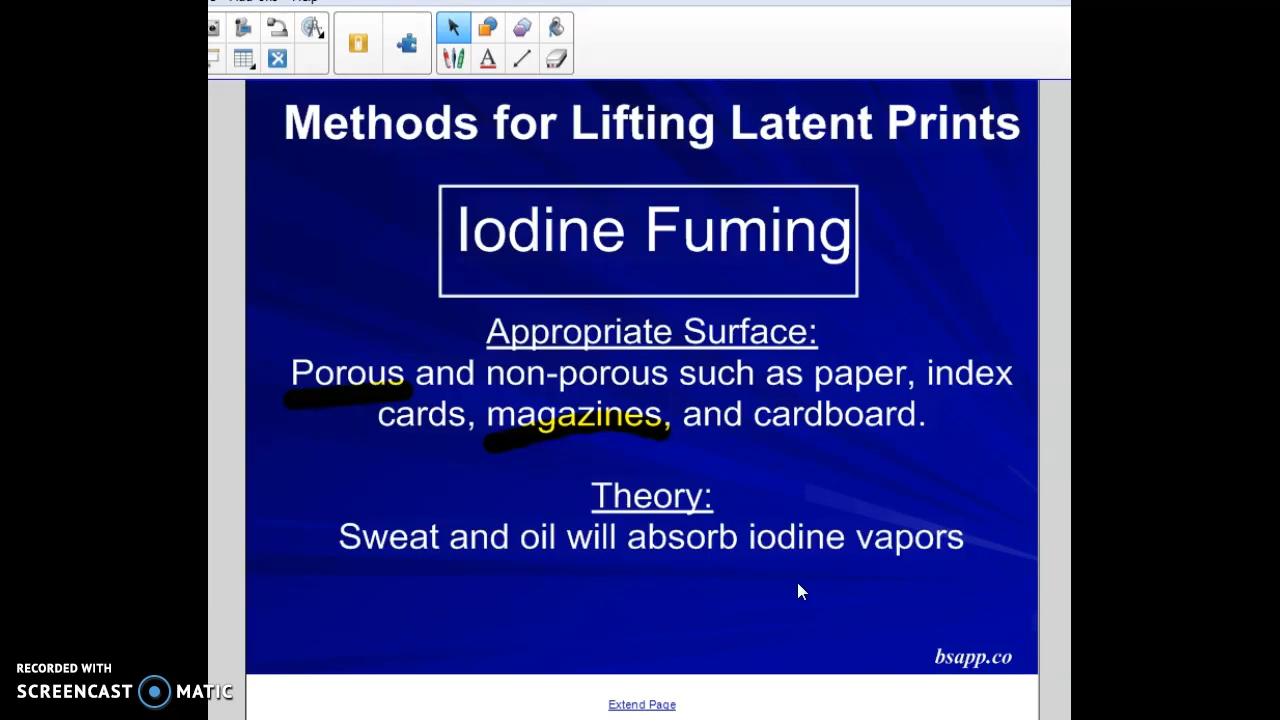 Methods for Lifting Latent Prints
Iodine Fuming
Appropriate Surface:
Porous and non-porous such as paper, index
cards, magazines, and cardboard.
Theory:
Sweat and oil will absorb iodine vapors
bsapp.co
RECORDED WITH
SCREENCAST MATIC
Extend Page